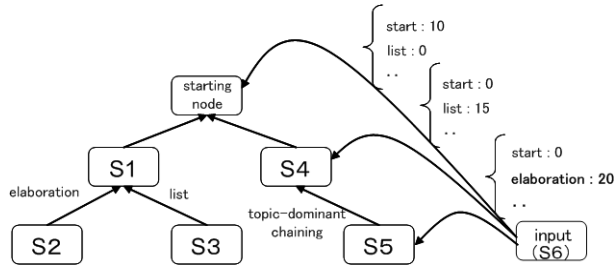 start : 10
list : 0
. .
start : 0
list : 15
. .
start : 0
elaboration : 20
. .
starting
node
S1
S4
elaboration
list
topic-dominant
chaining
S2
S3
S5
input
(S6)